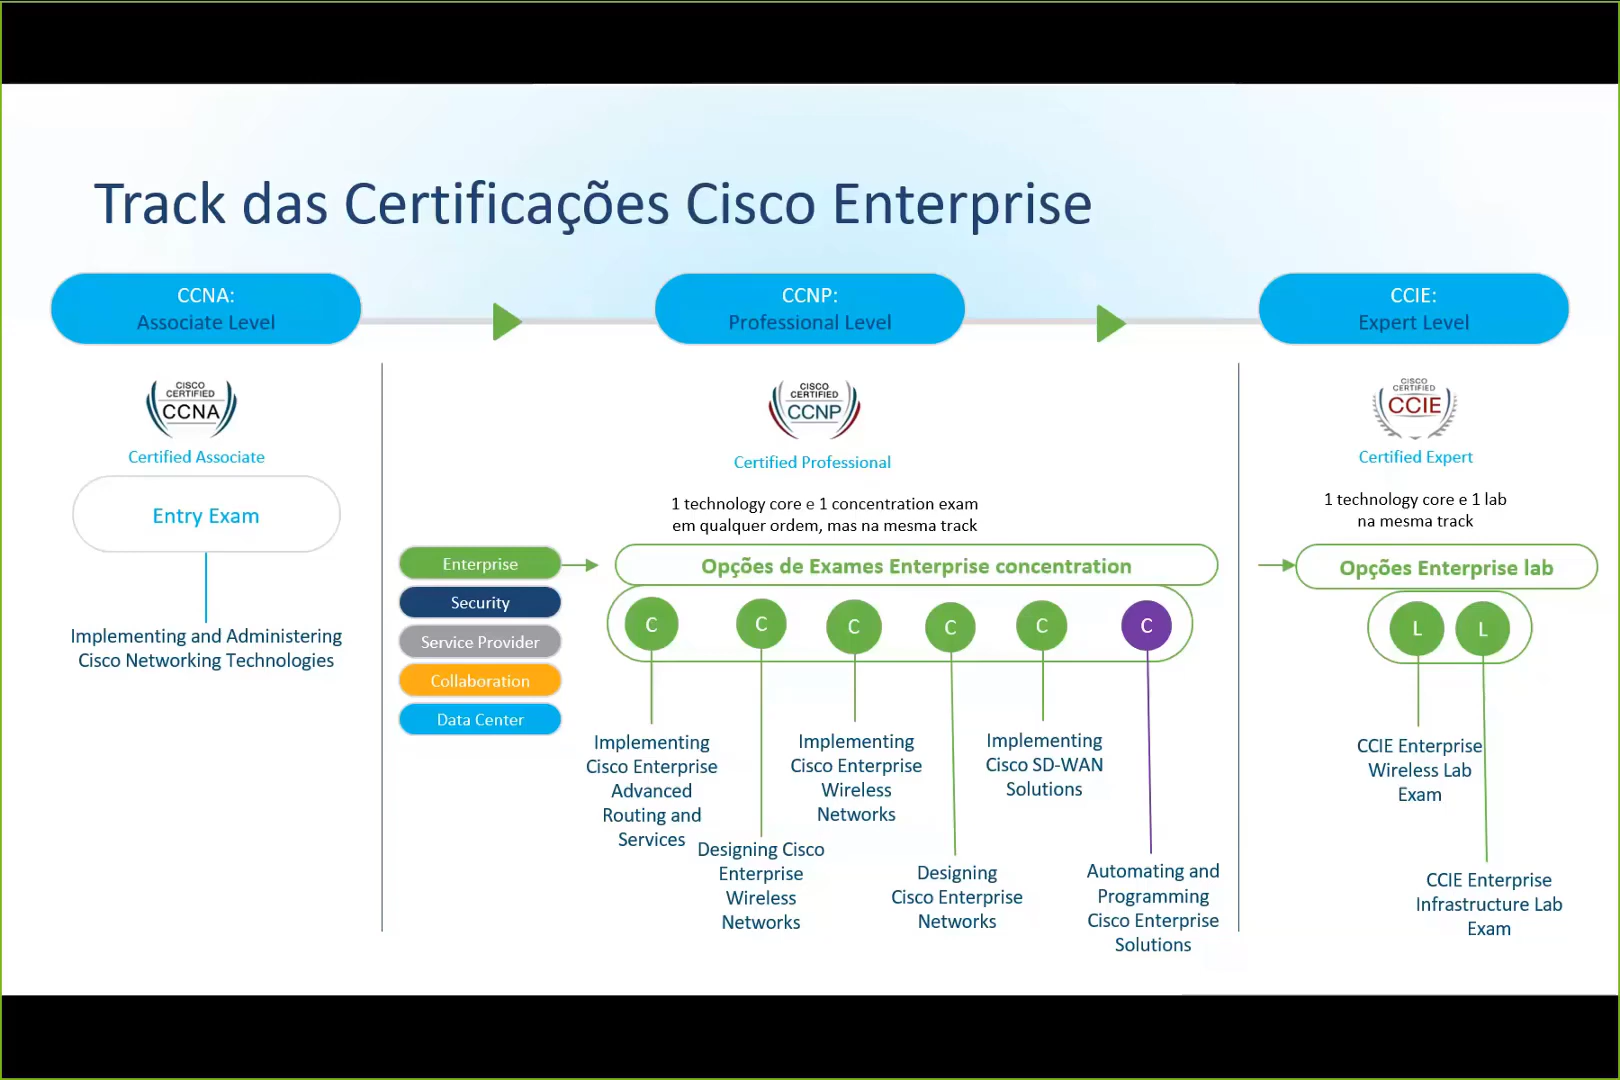 Track das Certificações Cisco Enterprise
CCNA:
Associate Level
CCNP:
Professional Level
CCIE:
Expert Level
CISCO
CERTIFIED
CCNA
Certified Associate
Entry Exam
Implementing and Administering
Cisco Networking Technologies
CISCO
CERTIFIED
CCNP
Certified Professional
1 technology core e 1 concentration exam
em qualquer ordem, mas na mesma track
Enterprise
Security
Service Provider
Collaboration
Data Center
Opções de Exames Enterprise concentration
C
C
C
C
C
C
Implementing
Cisco Enterprise
Advanced
Routing and
Services
Designing Cisco
Enterprise
Wireless
Networks
Implementing
Cisco Enterprise
Wireless
Networks
Designing
Cisco Enterprise
Networks
Implementing
Cisco SD-WAN
Solutions
Automating and
Programming
Cisco Enterprise
Solutions
CISCO
CERTIFIED
CCIE
Certified Expert
1 technology core e 1 lab
na mesma track
Opções Enterprise lab
L
L
CCIE Enterprise
Wireless Lab
Exam
CCIE Enterprise
Infrastructure Lab
Exam